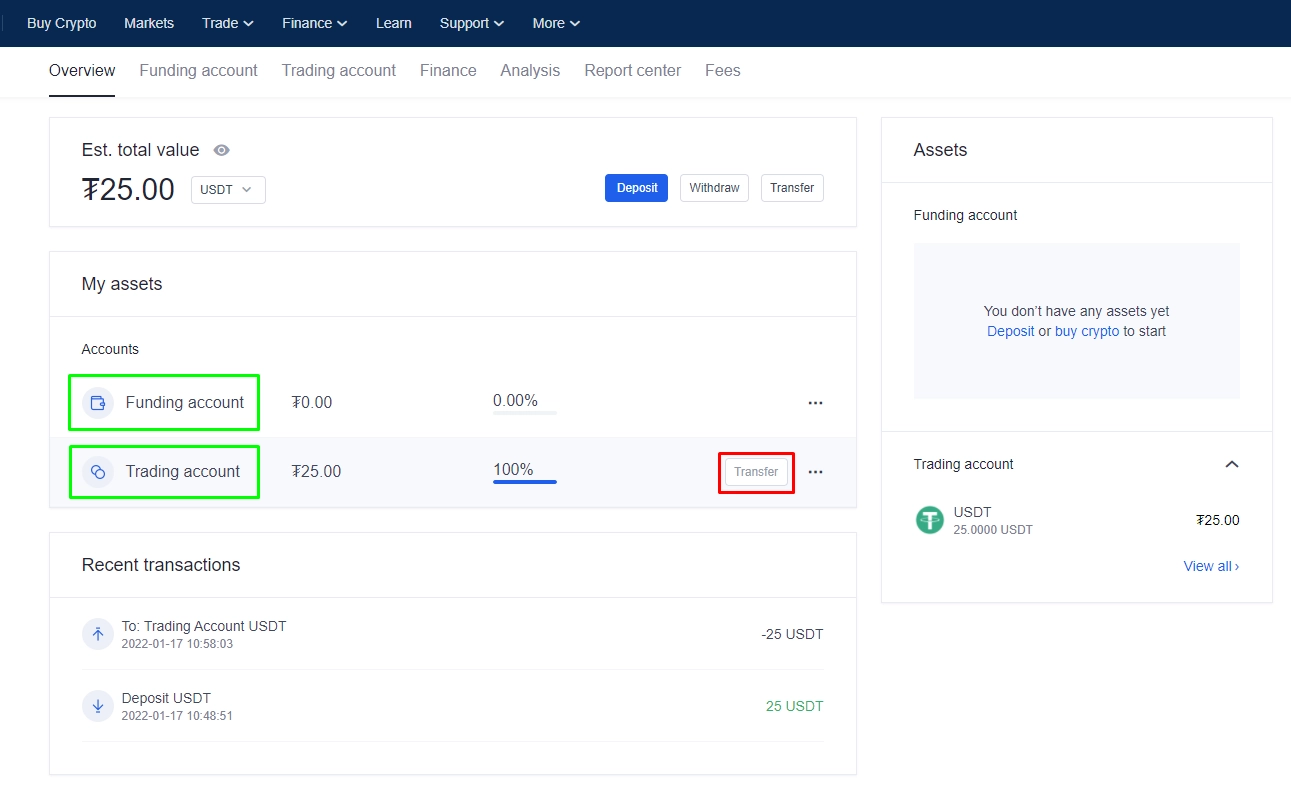 Buy Crypto Markets Trade Finance Learn Support More
Overview Funding account Trading account Finance Analysis Report center Fees
Est. total value
₮25.00 USDT Deposit Withdraw Transfer
My assets
Accounts
Funding account ₮0.00 0.00% ...
Trading account ₮25.00 100% Transfer ...
Recent transactions
To: Trading Account USDT -25 USDT
2022-01-17 10:58:03
Deposit USDT 25 USDT
2022-01-17 10:48:51
Assets
Funding account
You don't have any assets yet
Deposit or buy crypto to start
Trading account
USDT ₮25.00
25.0000 USDT
View all ›